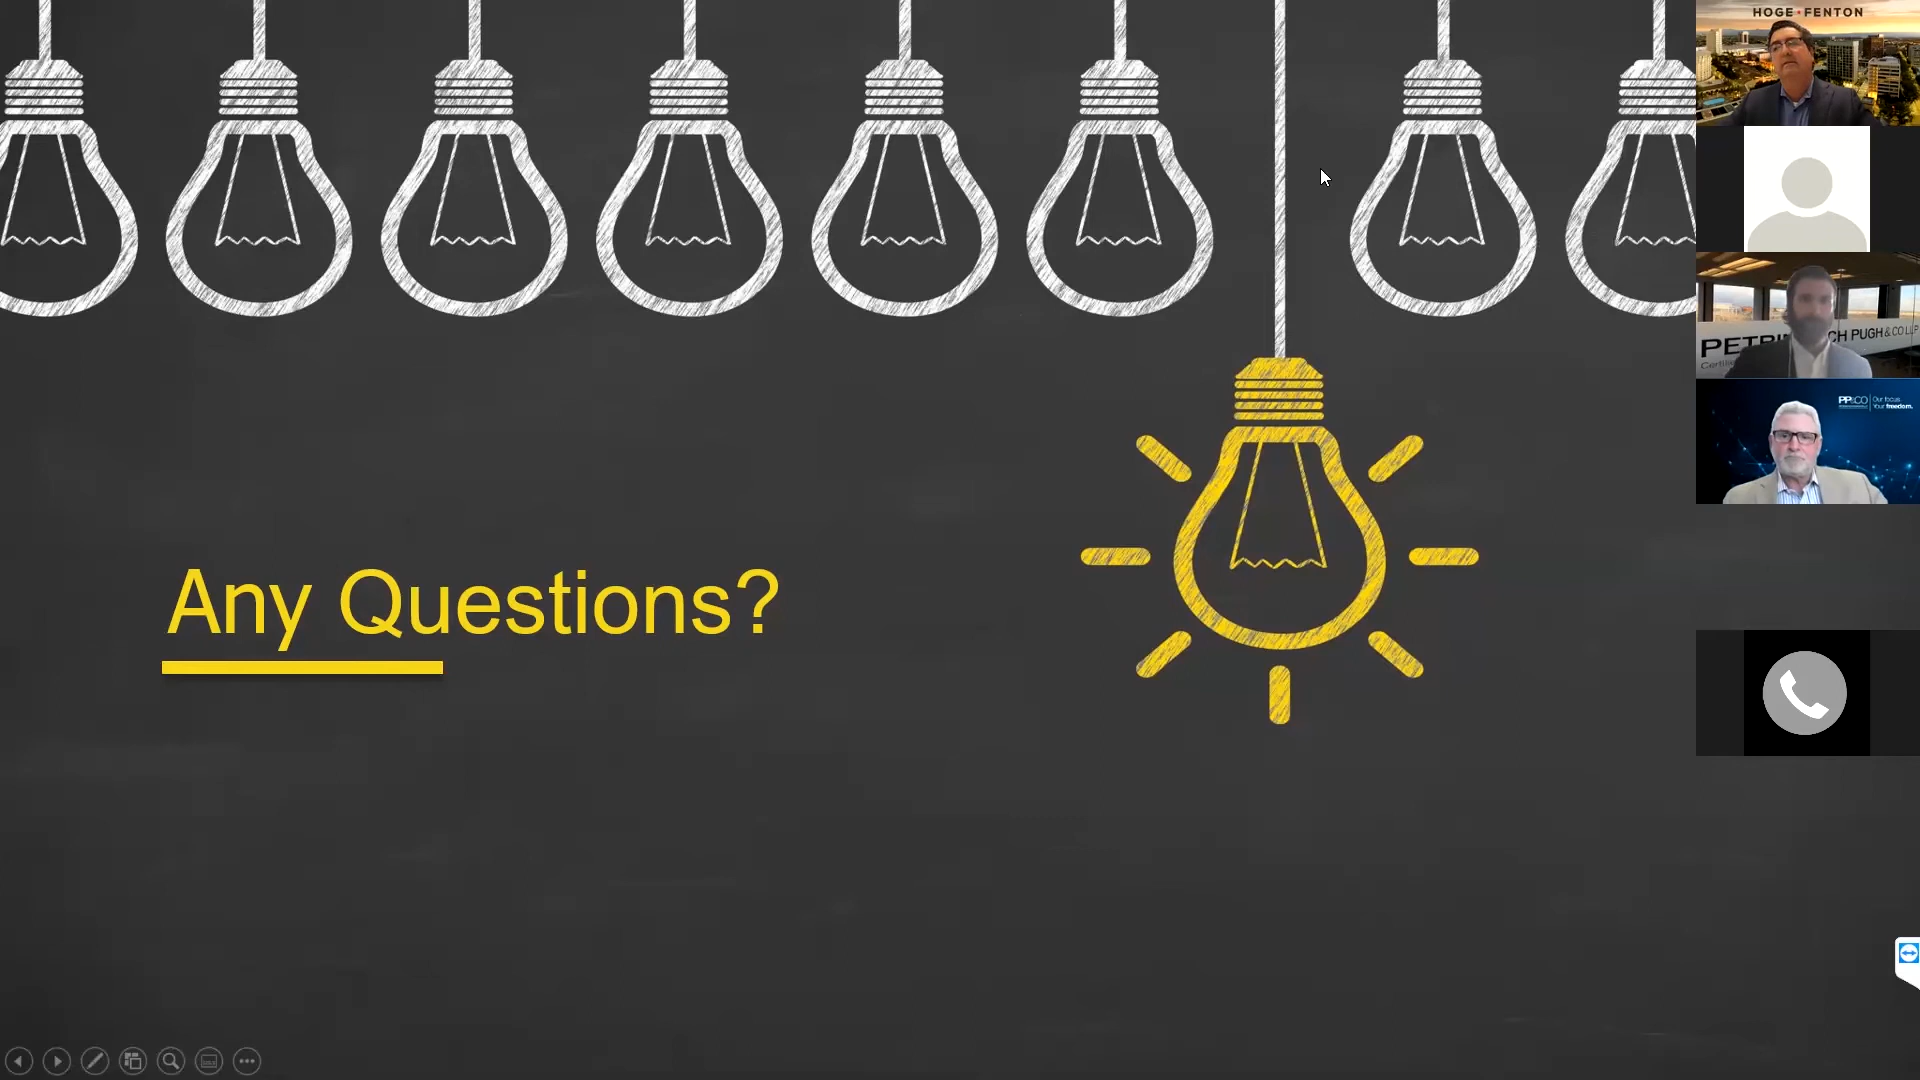 HOGE · FENTON
Any Questions?
CH PUGH & CO LLP
PP&CO
Our focus.
Your freedom.